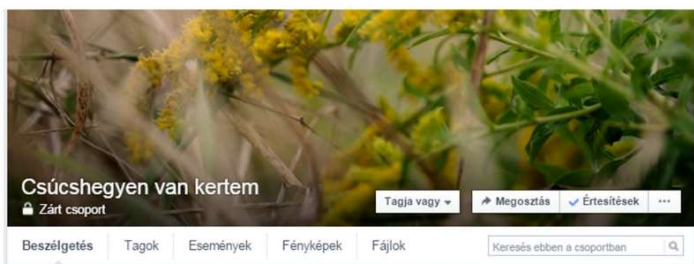 Csúcshegyen van kertem
Zárt csoport
Tagja vagy
Megosztás
Értesítések
Beszélgetés Tagok Események Fényképek Fájlok
Keresés ebben a csoportban